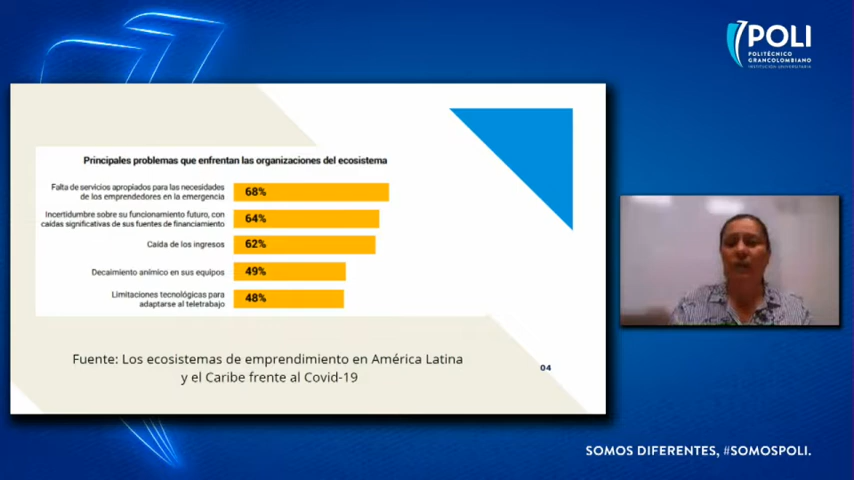 POLI
POLITÉCNICO
GRANCOLOMBIANO
INSTITUCIÓN UNIVERSITARIA
Principales problemas que enfrentan las organizaciones del ecosistema
Falta de servicios apropiados para las necesidades
de los emprendedores en la emergencia
68%
Incertidumbre sobre su funcionamiento futuro, con
caídas significativas de sus fuentes de financiamiento
64%
Caída de los ingresos
62%
Decaimiento anímico en sus equipos
49%
Limitaciones tecnológicas para
adaptarse al teletrabajo
48%
Fuente: Los ecosistemas de emprendimiento en América Latina
y el Caribe frente al Covid-19
04
SOMOS DIFERENTES, #SOMOSPOLI.